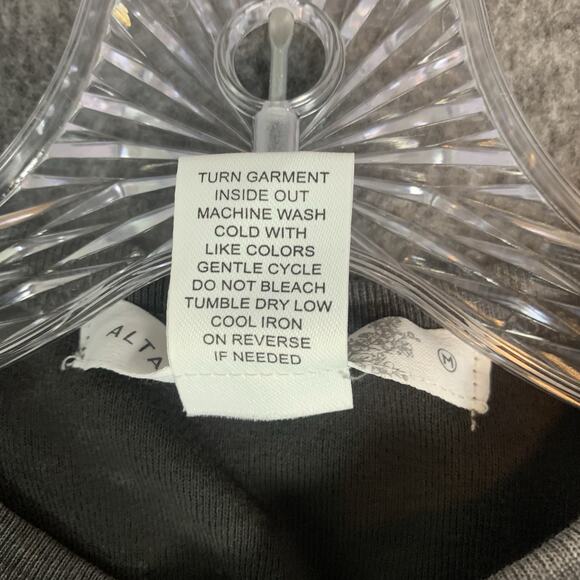 TURN GARMENT
INSIDE OUT
MACHINE WASH
COLD WITH
LIKE COLORS
GENTLE CYCLE
DO NOT BLEACH
TUMBLE DRY LOW
COOL IRON
ON REVERSE
IF NEEDED
ALTA
M